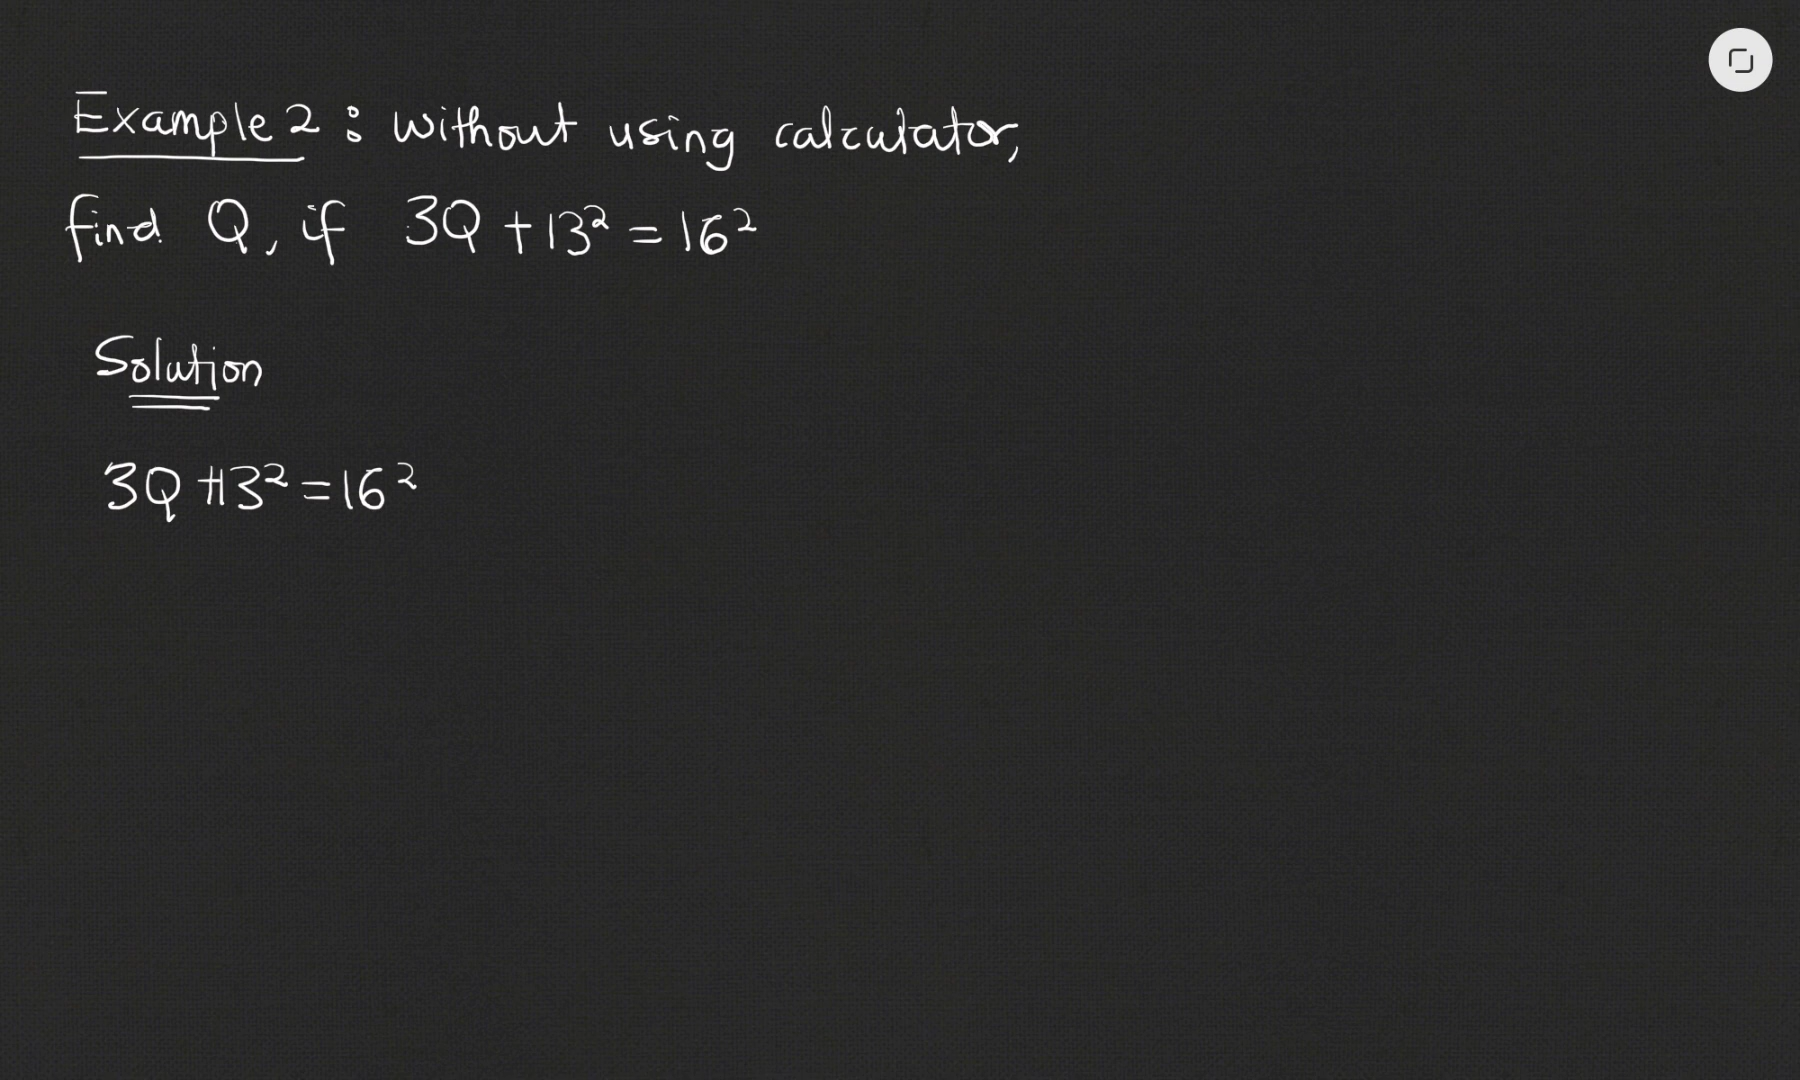 Example 2 : without using calculator,
find Q, if 3Q + 13² = 16²
Solution
3Q + 13² = 16²